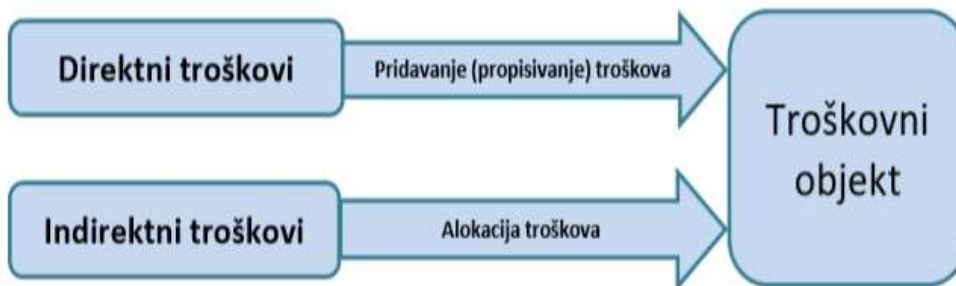 Direktni troškovi
Pridavanje (propisivanje) troškova
Troškovni
objekt
Indirektni troškovi
Alokacija troškova